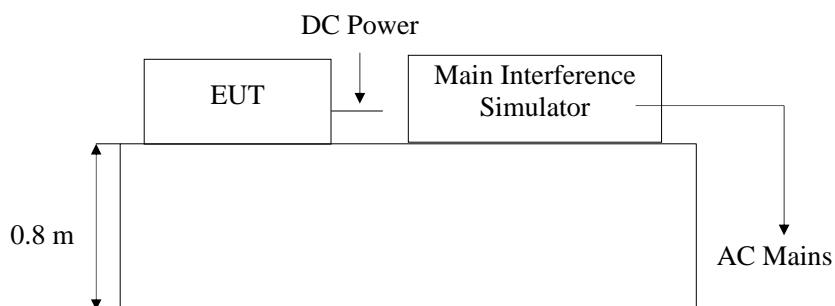 DC Power
EUT
Main Interference
Simulator
0.8 m
AC Mains